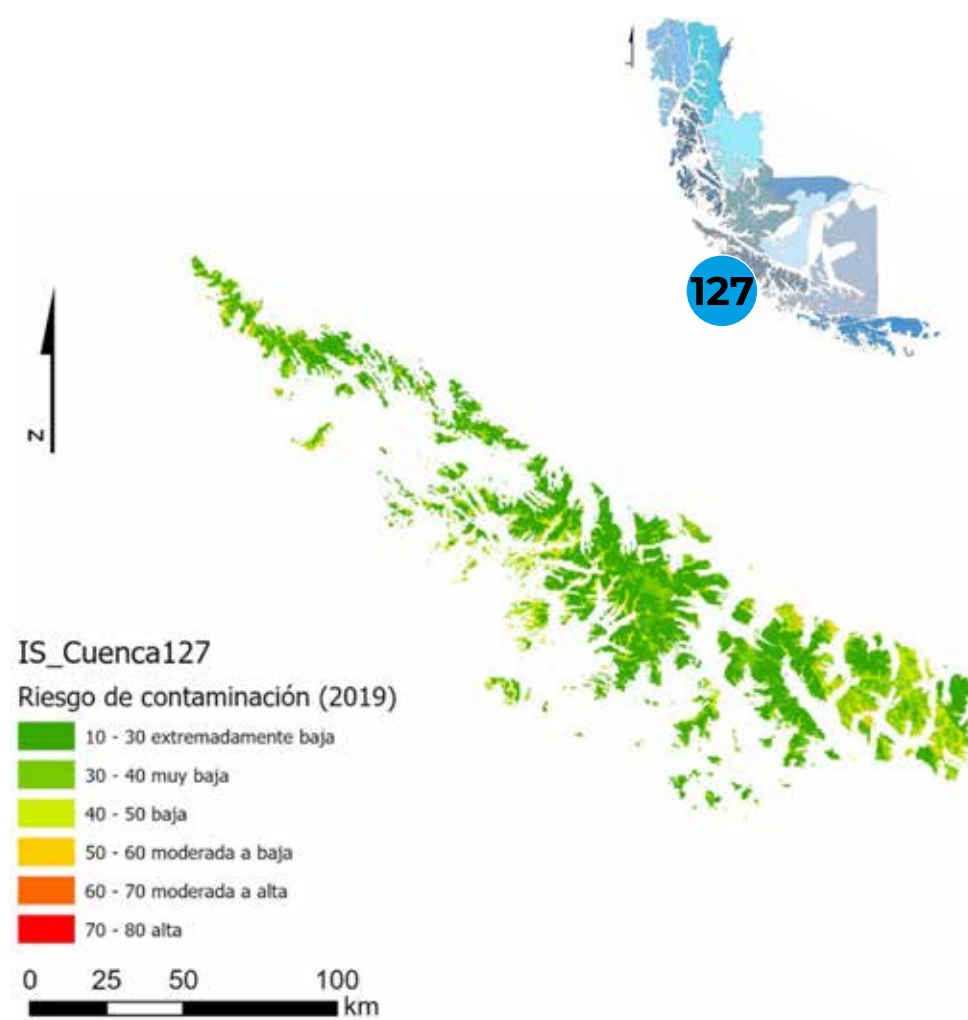 127
N
IS_Cuenca127
Riesgo de contaminación (2019)
10 - 30 extremadamente baja
30 - 40 muy baja
40 - 50 baja
50 - 60 moderada a baja
60 - 70 moderada a alta
70 - 80 alta
0 25 50 100
km